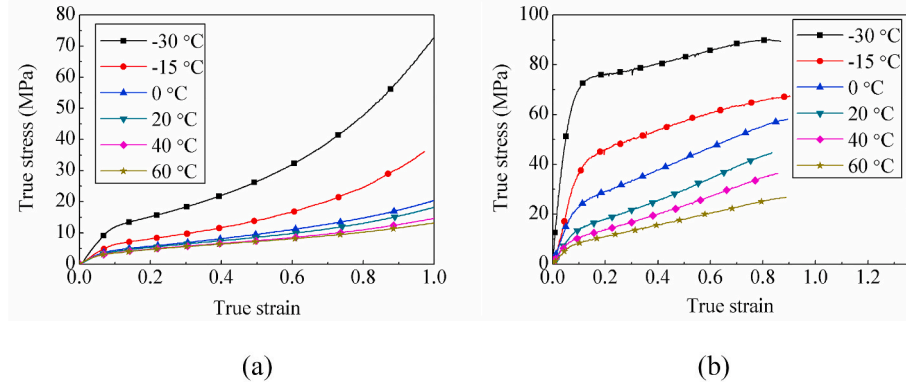 80
70
60
50
40
30
20
10
0
True stress (MPa)
-30 °C
-15 °C
0 °C
20 °C
40 °C
60 °C
0.0 0.2 0.4 0.6 0.8 1.0
True strain
(a)
100
80
60
40
20
0
True stress (MPa)
-30 °C
-15 °C
0 °C
20 °C
40 °C
60 °C
0.0 0.2 0.4 0.6 0.8 1.0 1.2
True strain
(b)